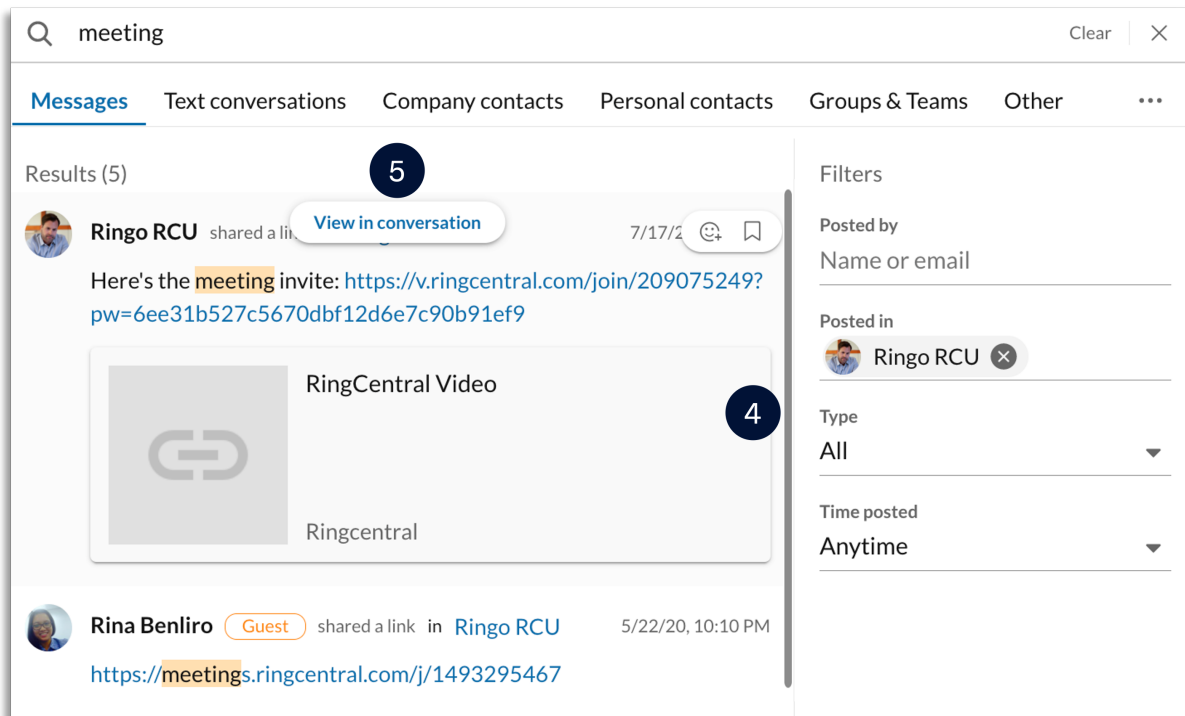 meeting Clear
Messages Text conversations Company contacts Personal contacts Groups & Teams Other
Results (5)
5
View in conversation
Ringo RCU shared a 7/17/2
Here's the meeting invite: https://v.ringcentral.com/join/209075249?
pw=6ee31b527c5670dbf12d6e7c90b91ef9
RingCentral Video
4
Ringcentral
Rina Benliro Guest shared a link in Ringo RCU 5/22/20, 10:10 PM
https://meetings.ringcentral.com/j/1493295467
Filters
Posted by
Name or email
Posted in
Ringo RCU
Type
All
Time posted
Anytime